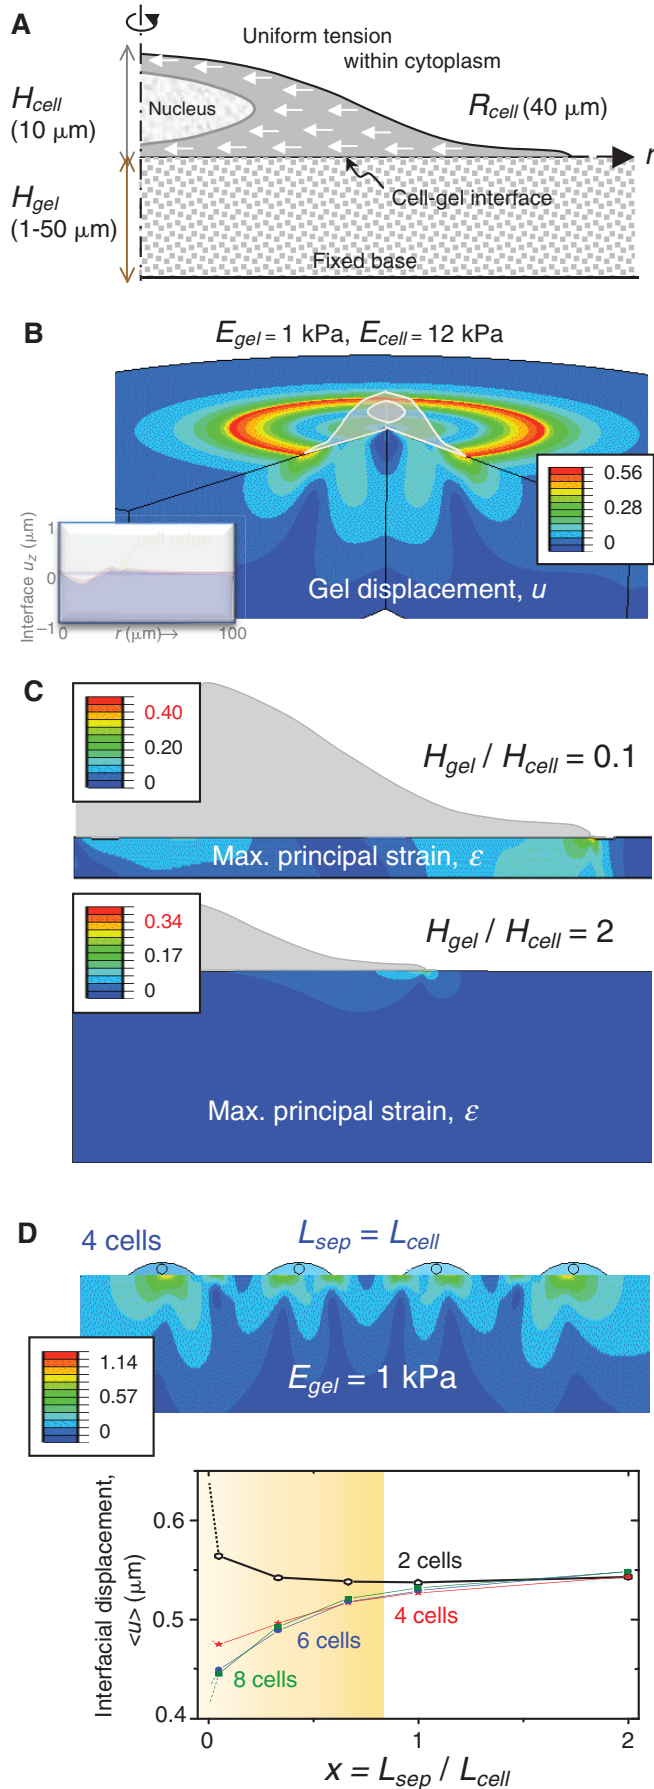 A
Uniform tension
within cytoplasm
H_cell
(10 μm)
Nucleus
R_cell (40 μm)
r
H_gel
(1-50 μm)
Cell-gel interface
Fixed base
B
E_gel = 1 kPa, E_cell = 12 kPa
0.56
0.28
0
Interface u_z (μm)
1
0
−1
cell edge
0
r (μm)→
100
Gel displacement, u
C
0.40
0.20
0
H_gel / H_cell = 0.1
Max. principal strain, ε
0.34
0.17
0
H_gel / H_cell = 2
Max. principal strain, ε
D
4 cells
L_sep = L_cell
1.14
0.57
0
E_gel = 1 kPa
Interfacial displacement,
<u> (μm)
0.6
0.5
0.4
2 cells
4 cells
6 cells
8 cells
0
1
2
x = L_sep / L_cell